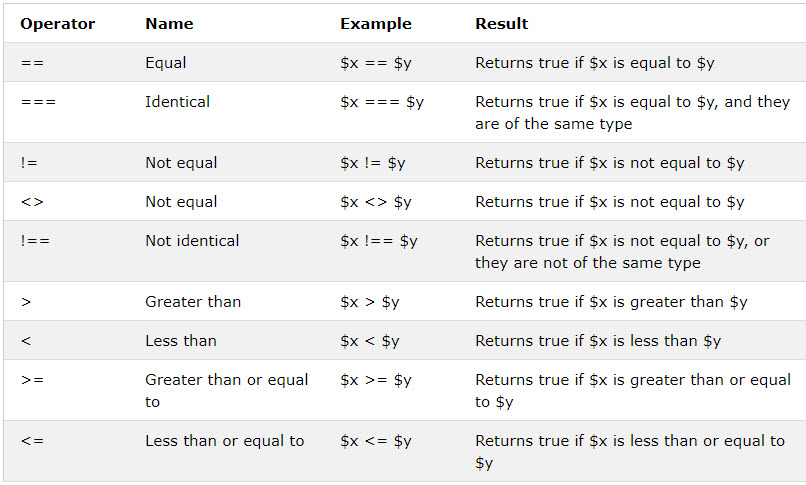 Operator Name Example Result
== Equal $x == $y Returns true if $x is equal to $y
=== Identical $x === $y Returns true if $x is equal to $y, and they
are of the same type
!= Not equal $x != $y Returns true if $x is not equal to $y
<> Not equal $x <> $y Returns true if $x is not equal to $y
!== Not identical $x !== $y Returns true if $x is not equal to $y, or
they are not of the same type
> Greater than $x > $y Returns true if $x is greater than $y
< Less than $x < $y Returns true if $x is less than $y
>= Greater than or equal $x >= $y Returns true if $x is greater than or equal
to to $y
<= Less than or equal to $x <= $y Returns true if $x is less than or equal to
$y